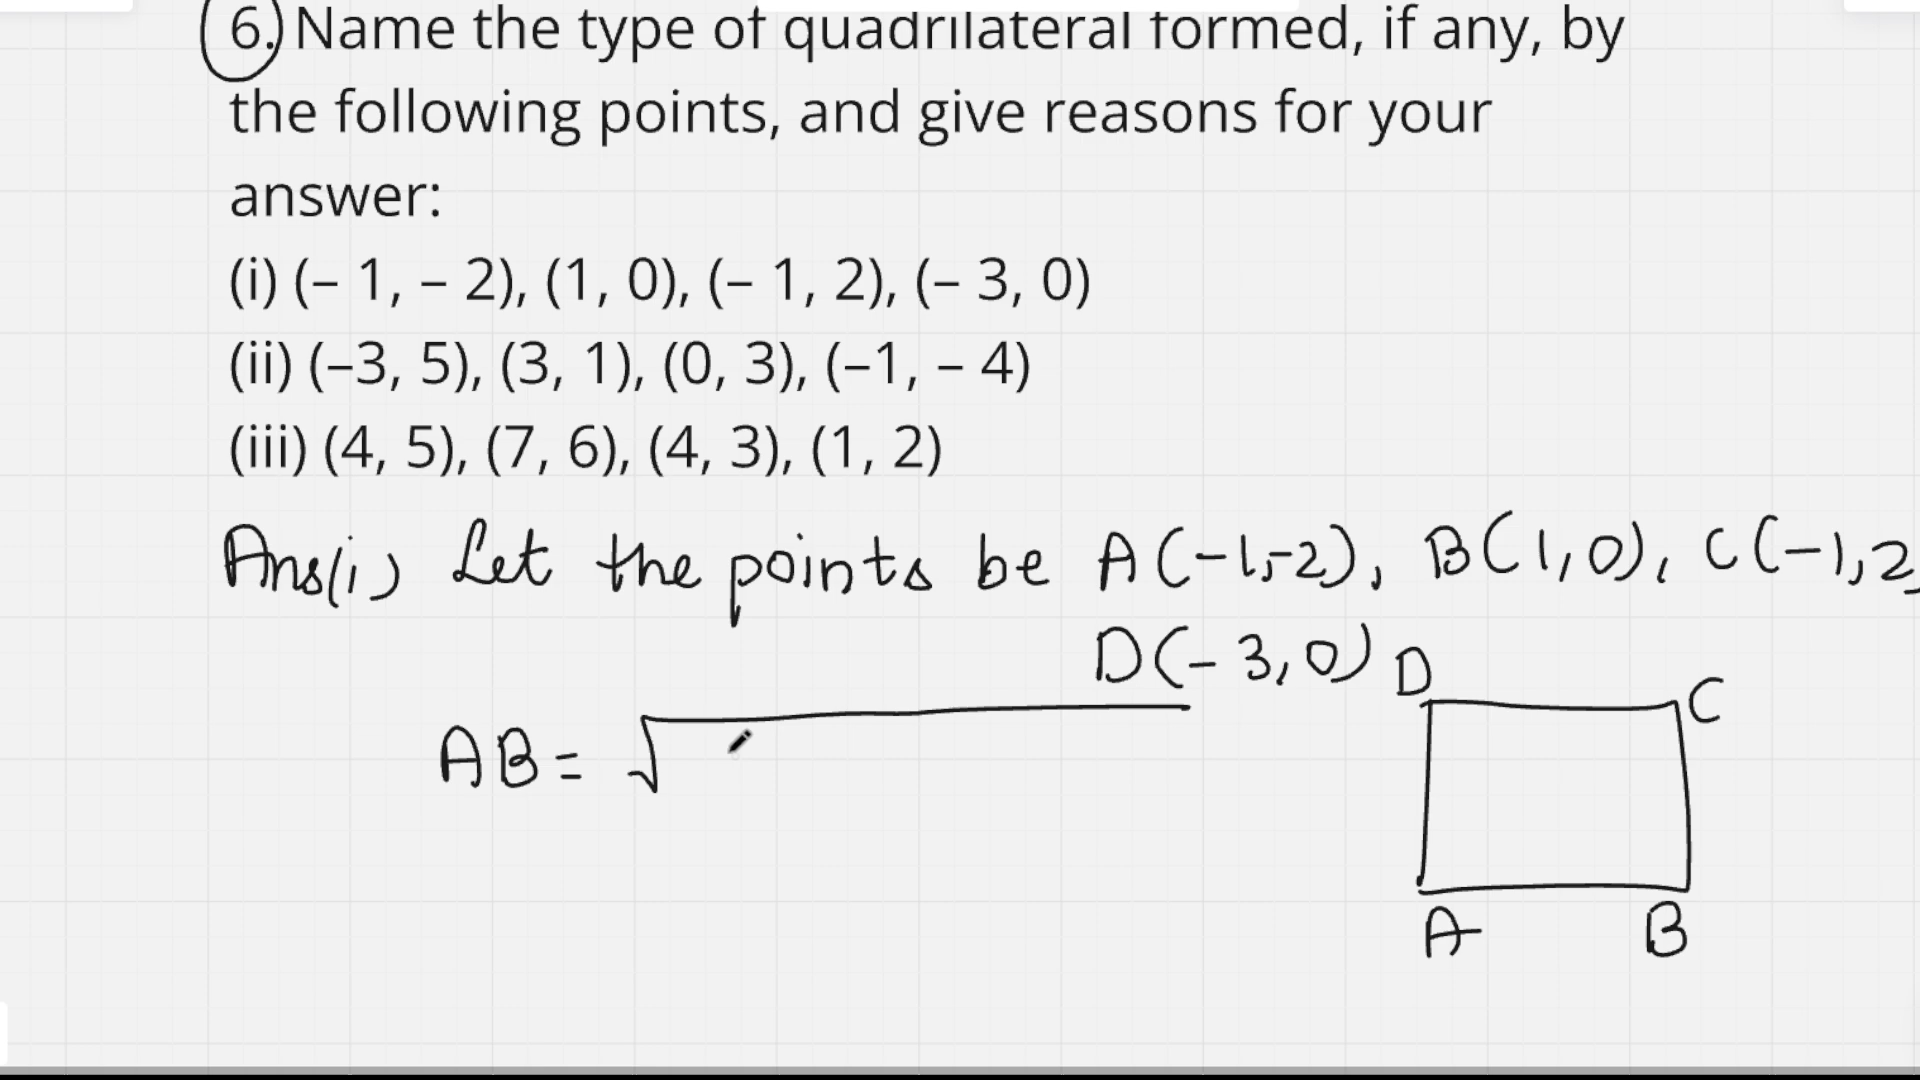 6. Name the type of quadrilateral formed, if any, by
the following points, and give reasons for your
answer:
(i) (– 1, – 2), (1, 0), (– 1, 2), (– 3, 0)
(ii) (–3, 5), (3, 1), (0, 3), (–1, – 4)
(iii) (4, 5), (7, 6), (4, 3), (1, 2)
Ans(i) Let the points be A(-1,-2), B(1,0), C(-1,2)
D(-3,0) D
C
AB= √
A B